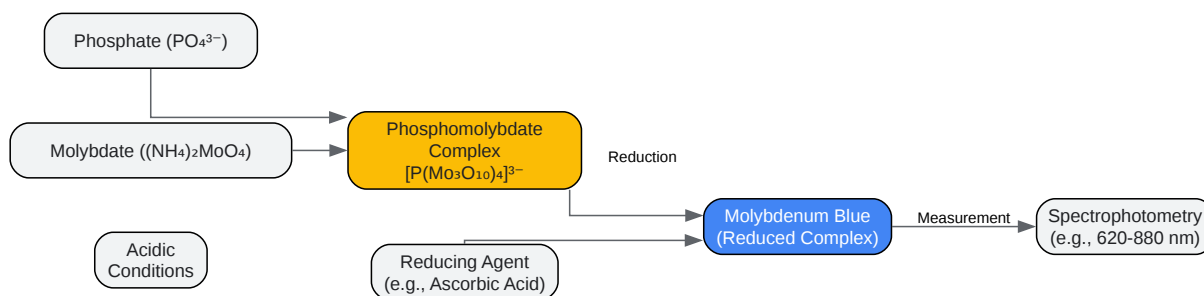 Phosphate (PO₄³⁻)
Molybdate ((NH₄)₂MoO₄)
Phosphomolybdate
Complex
[P(Mo₃O₁₀)₄]³⁻
Reduction
Acidic
Conditions
Reducing Agent
(e.g., Ascorbic Acid)
Molybdenum Blue
(Reduced Complex)
Measurement
Spectrophotometry
(e.g., 620-880 nm)